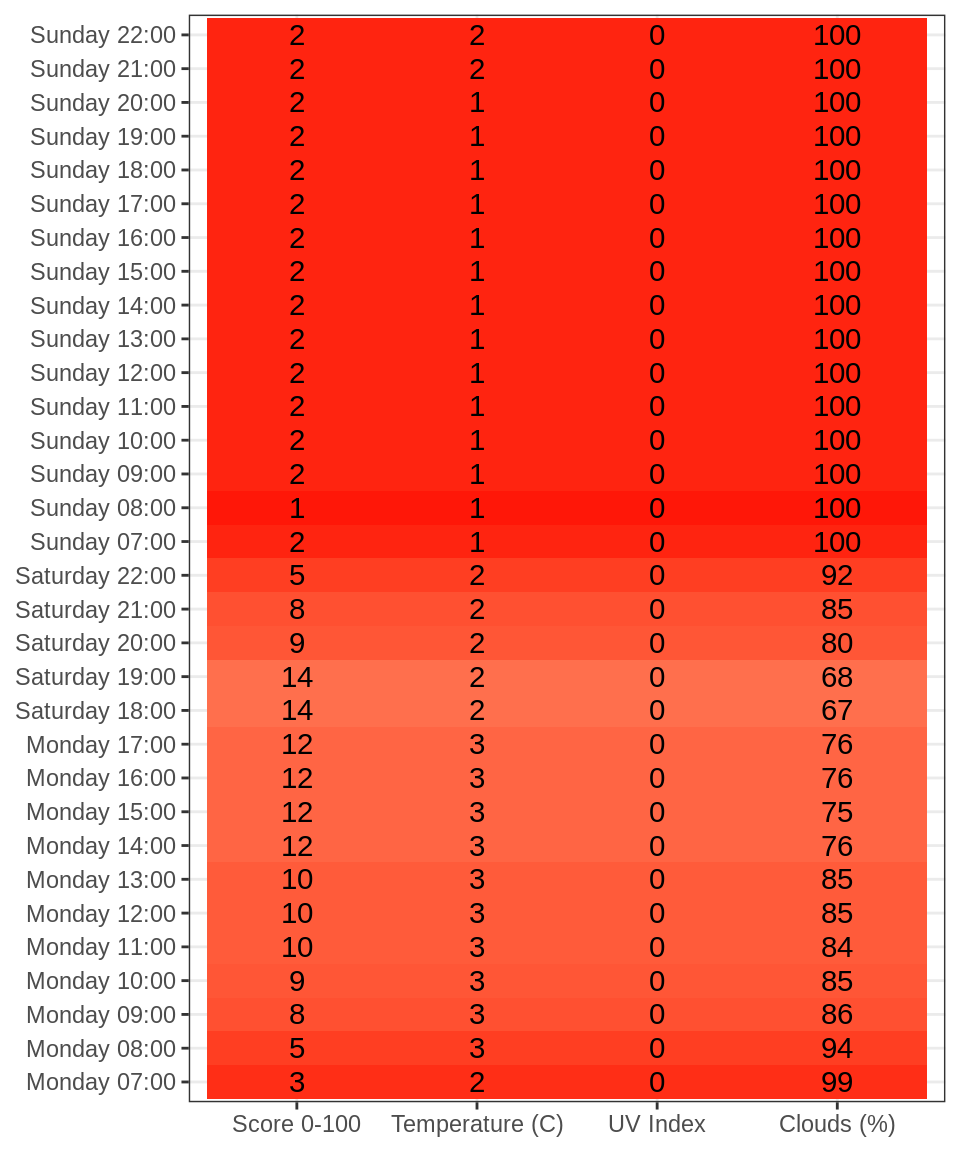 Sunday 22:00 2 2 0 100
Sunday 21:00 2 2 0 100
Sunday 20:00 2 1 0 100
Sunday 19:00 2 1 0 100
Sunday 18:00 2 1 0 100
Sunday 17:00 2 1 0 100
Sunday 16:00 2 1 0 100
Sunday 15:00 2 1 0 100
Sunday 14:00 2 1 0 100
Sunday 13:00 2 1 0 100
Sunday 12:00 2 1 0 100
Sunday 11:00 2 1 0 100
Sunday 10:00 2 1 0 100
Sunday 09:00 2 1 0 100
Sunday 08:00 1 1 0 100
Sunday 07:00 2 1 0 100
Saturday 22:00 5 2 0 92
Saturday 21:00 8 2 0 85
Saturday 20:00 9 2 0 80
Saturday 19:00 14 2 0 68
Saturday 18:00 14 2 0 67
Monday 17:00 12 3 0 76
Monday 16:00 12 3 0 76
Monday 15:00 12 3 0 75
Monday 14:00 12 3 0 76
Monday 13:00 10 3 0 85
Monday 12:00 10 3 0 85
Monday 11:00 10 3 0 84
Monday 10:00 9 3 0 85
Monday 09:00 8 3 0 86
Monday 08:00 5 3 0 94
Monday 07:00 3 2 0 99
Score 0-100 Temperature (C) UV Index Clouds (%)